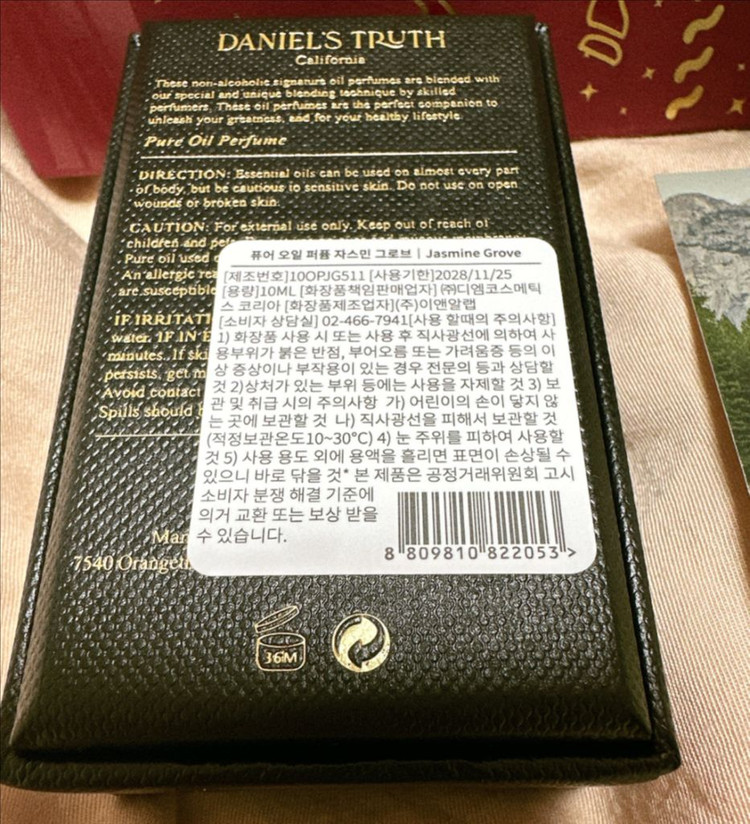 DANIEL'S TRUTH
California
These non-alcoholic signature oil perfumes are blended with
our special and unique blending technique by skilled
perfumers. These oil perfumes are the perfect companion to
unleash your greatness, and for your healthy lifestyle
Pure Oil Perfume
DIRECTION: Essential oils can be used on almost every part
of body, but be cautious to sensitive skin. Do not use on open
wounds or broken skin.
CAUTION: For external use only. Keep out of reach of
children and pets.
Pure oil used
An allergic
are susceptible
IF
water. IF IN
minutes. If
persists, get
Avoid contact
Spills should
7540
퓨어 오일 퍼퓸 자스민 그로브 | Jasmine Grove
[제조번호]10OPJG511 [사용기한]2028/11/25
[용량]10ML [화장품책임판매업자] ㈜디엠코스메틱
스 코리아 [화장품제조업자](주)이앤알랩
[소비자 상담실] 02-466-7941[사용 할때의 주의사항]
1) 화장품 사용 시 또는 사용 후 직사광선에 의하여 사
용부위가 붉은 반점, 부어오름 또는 가려움증 등의 이
상 증상이나 부작용이 있는 경우 전문의 등과 상담할
것 2)상처가 있는 부위 등에는 사용을 자제할 것 3) 보
관 및 취급 시의 주의사항 가) 어린이의 손이 닿지 않
는 곳에 보관할 것 나) 직사광선을 피해서 보관할 것
(적정보관온도10~30°C) 4) 눈 주위를 피하여 사용할
것 5) 사용 용도 외에 용액을 흘리면 표면이 손상될 수
있으니 바로 닦을 것* 본 제품은 공정거래위원회 고시
소비자 분쟁 해결 기준에
의거 교환 또는 보상 받을
수 있습니다.
8 809810 822053 >
36M